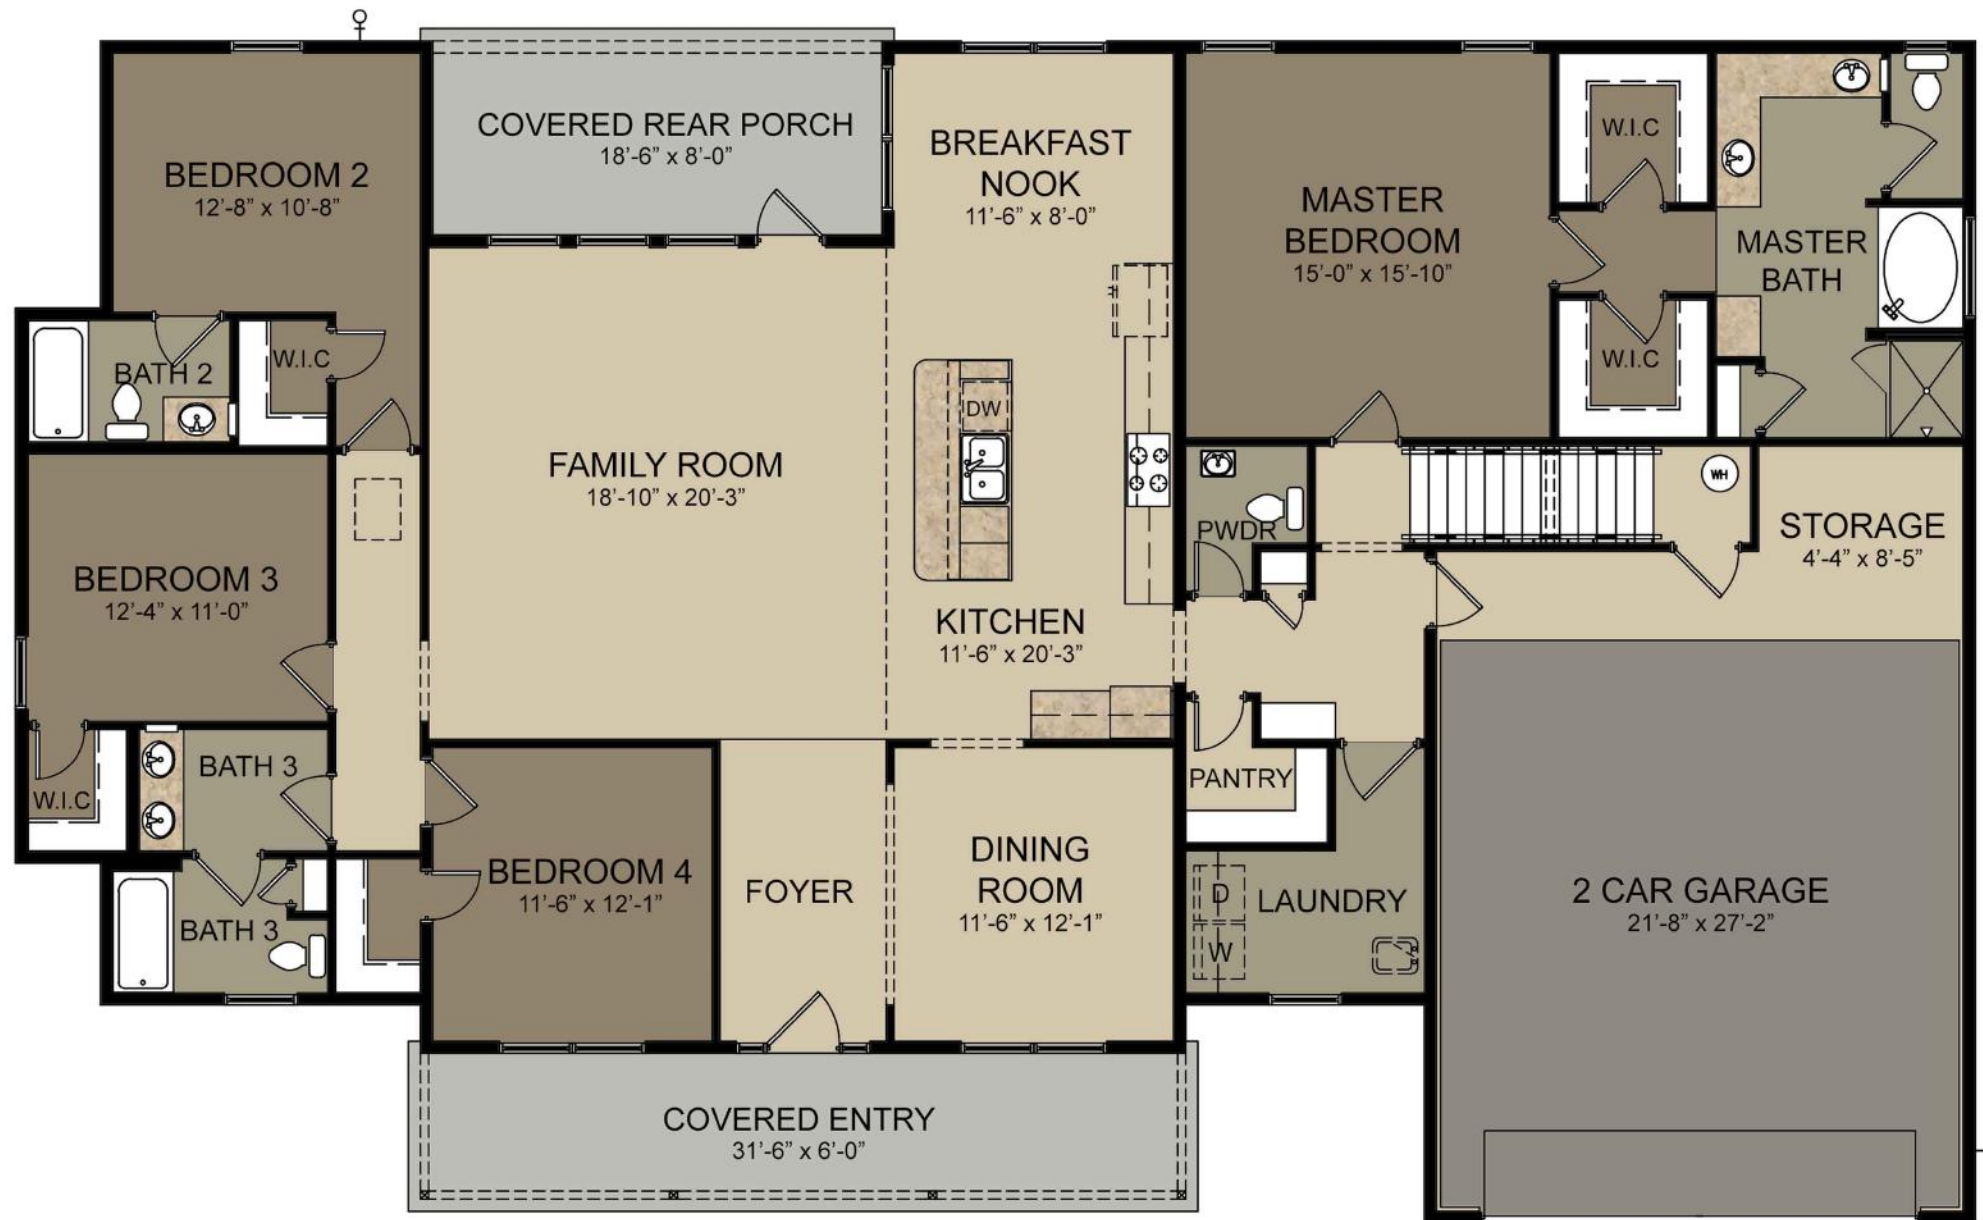 COVERED REAR PORCH
18'-6" x 8'-0"
BEDROOM 2
12'-8" x 10'-8"
BREAKFAST
NOOK
11'-6" x 8'-0"
MASTER
BEDROOM
15'-0" x 15'-10"
W.I.C
MASTER
BATH
W.I.C
BATH 2
W.I.C
DW
FAMILY ROOM
18'-10" x 20'-3"
PWDR
WH
STORAGE
4'-4" x 8'-5"
BEDROOM 3
12'-4" x 11'-0"
KITCHEN
11'-6" x 20'-3"
W.I.C
BATH 3
PANTRY
BEDROOM 4
11'-6" x 12'-1"
FOYER
DINING
ROOM
11'-6" x 12'-1"
D
W
LAUNDRY
2 CAR GARAGE
21'-8" x 27'-2"
BATH 3
COVERED ENTRY
31'-6" x 6'-0"